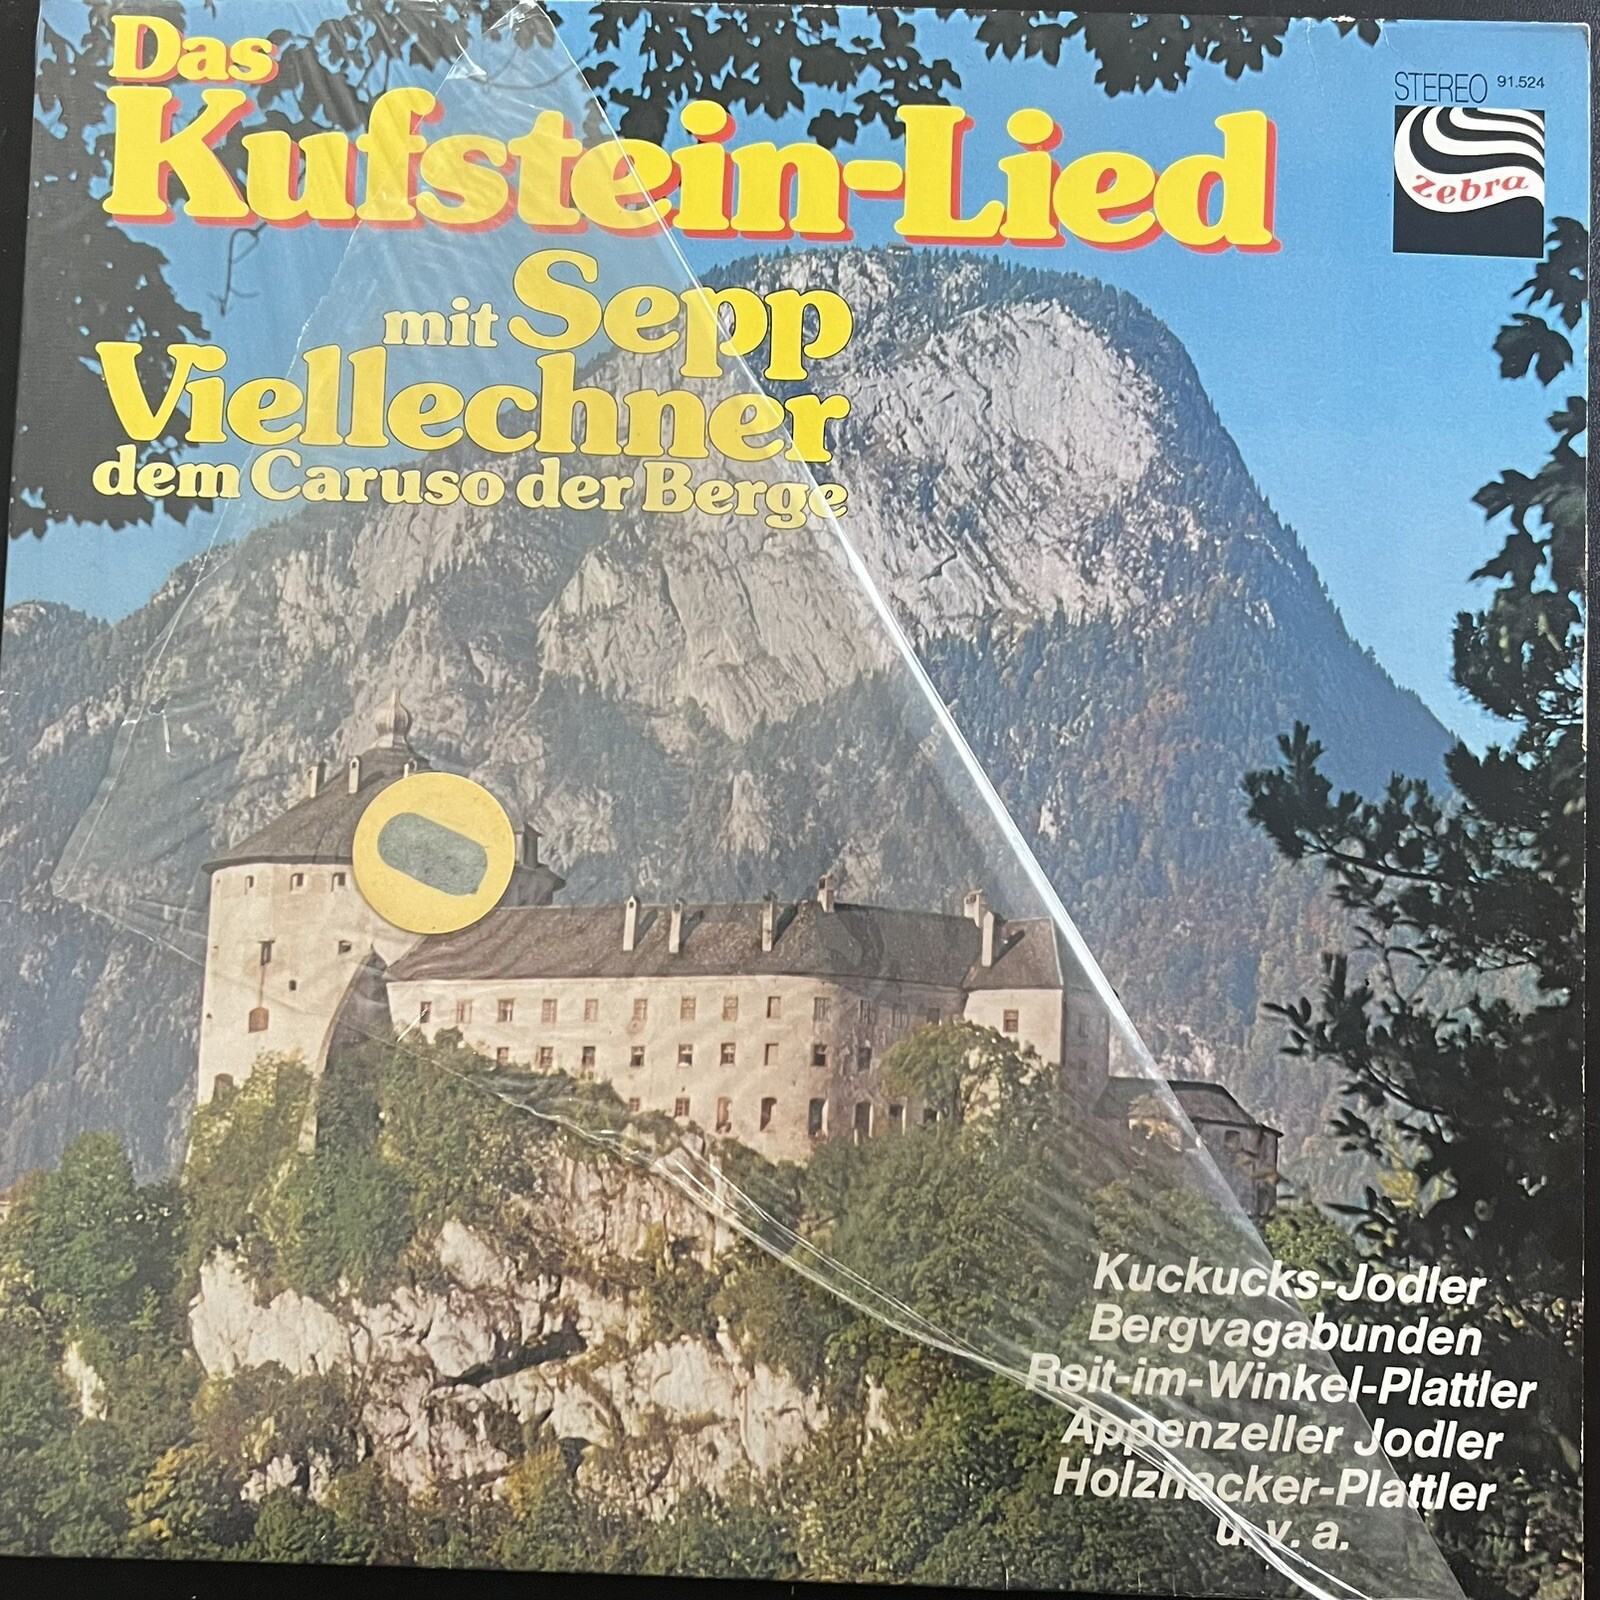 Das
Kufstein-Lied
STEREO 91.524
zebra
mit Sepp
Viellechner
dem Caruso der Berge
Kuckucks-Jodler
Bergvagabunden
Reit-im-Winkel-Plattler
Appenzeller Jodler
Holzhacker-Plattler
u. v. a.